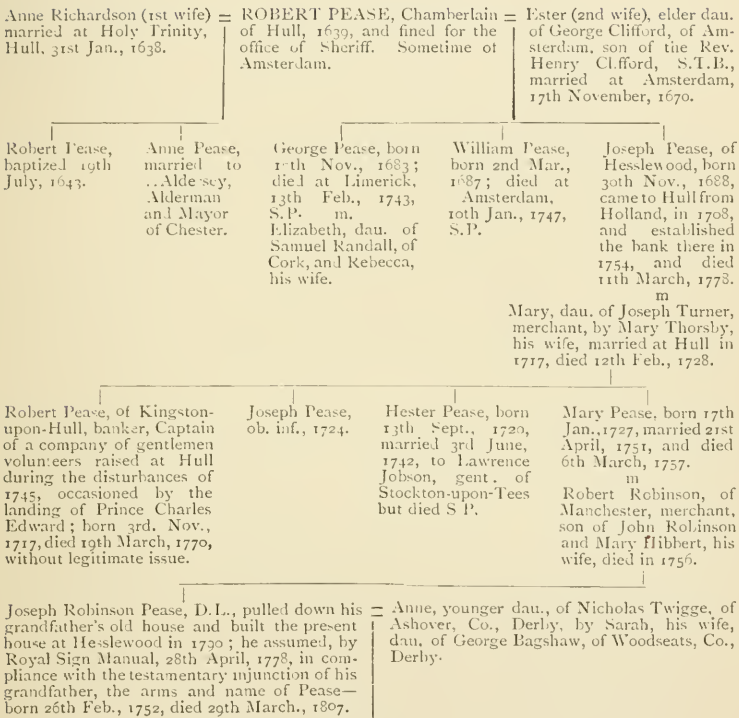 Anne Richardson (1st wife) =
married at Holy Trinity,
Hull, 31st Jan., 1638.
ROBERT PEASE, Chamberlain =
of Hull, 1639, and fined for the
office of Sheriff. Sometime of
Amsterdam.
Ester (2nd wife), elder dau.
of George Clifford, of Am-
sterdam, son of the Rev.
Henry Clifford, S.T.B.,
married at Amsterdam,
17th November, 1670.
Robert Pease,
baptized 19th
July, 1643.
Anne Pease,
married to
..Aldersey,
Alderman
and Mayor
of Chester.
George Pease, born
Nov., 1683;
died at Limerick,
13th Feb., 1743,
S.P. m.
Elizabeth, dau. of
Samuel Randall, of
Cork, and Rebecca,
his wife.
William Pease,
born 2nd Mar.,
1687; died at
Amsterdam,
10th Jan., 1747,
S.P.
Joseph Pease, of
Hesslewood, born
30th Nov., 1688,
came to Hull from
Holland, in 1708,
and established
the bank there in
1754, and died
11th March, 1778.
m
Mary, dau. of Joseph Turner,
merchant, by Mary Thorsby,
his wife, married at Hull in
1717, died 12th Feb., 1728.
Robert Pease, of Kingston-
upon-Hull, banker, Captain
of a company of gentlemen
volunteers raised at Hull
during the disturbances of
1745, occasioned by the
landing of Prince Charles
Edward; born 3rd. Nov.,
1717, died 19th March, 1770,
without legitimate issue.
Joseph Pease,
ob. inf., 1724.
Hester Pease, born
13th Sept., 1720,
married 3rd June,
1742, to Lawrence
Jobson, gent. of
Stockton-upon-Tees
but died S P.
Mary Pease, born 17th
Jan., 1727, married 21st
April, 1751, and died
6th March, 1757.
m
Robert Robinson, of
Manchester, merchant,
son of John Robinson
and Mary Hibbert, his
wife, died in 1756.
Joseph Robinson Pease, D.L., pulled down his =
grandfather's old house and built the present
house at Hesslewood in 1790; he assumed, by
Royal Sign Manual, 28th April, 1778, in com-
pliance with the testamentary injunction of his
grandfather, the arms and name of Pease—
born 26th Feb., 1752, died 29th March., 1807.
Anne, younger dau., of Nicholas Twigge, of
Ashover, Co., Derby, by Sarah, his wife,
dau. of George Bagshaw, of Woodseats, Co.,
Derby.